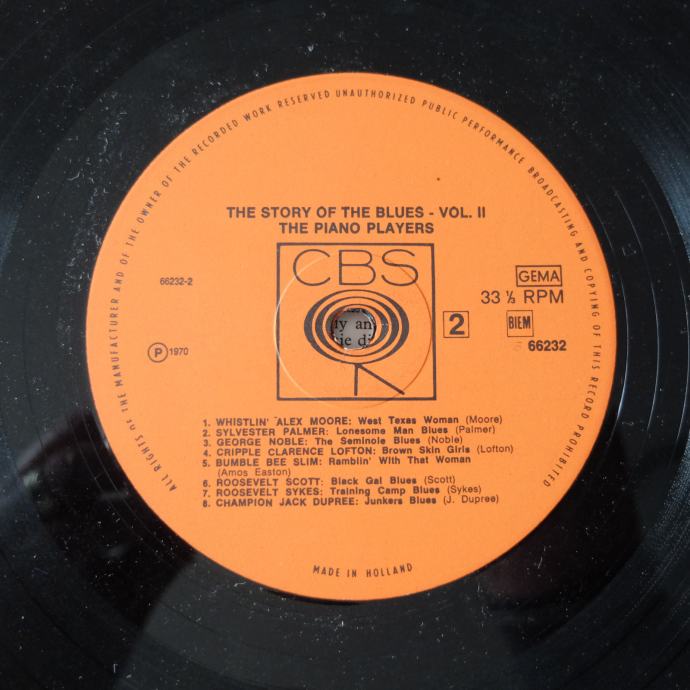 ALL RIGHTS OF THE MANUFACTURER AND OF THE OWNER OF THE RECORDED WORK RESERVED UNAUTHORIZED PUBLIC PERFORMANCE BROADCASTING AND COPYING OF THIS RECORD PROHIBITED
THE STORY OF THE BLUES - VOL. II
THE PIANO PLAYERS
CBS
66232-2
GEMA
33 ⅓ RPM
2
BIEM
Ⓟ 1970
66232
1. WHISTLIN' ALEX MOORE: West Texas Woman (Moore)
2. SYLVESTER PALMER: Lonesome Man Blues (Palmer)
3. GEORGE NOBLE: The Seminole Blues (Noble)
4. CRIPPLE CLARENCE LOFTON: Brown Skin Girls (Lofton)
5. BUMBLE BEE SLIM: Ramblin' With That Woman
(Amos Easton)
6. ROOSEVELT SCOTT: Black Gal Blues (Scott)
7. ROOSEVELT SYKES: Training Camp Blues (Sykes)
8. CHAMPION JACK DUPREE: Junkers Blues (J. Dupree)
MADE IN HOLLAND